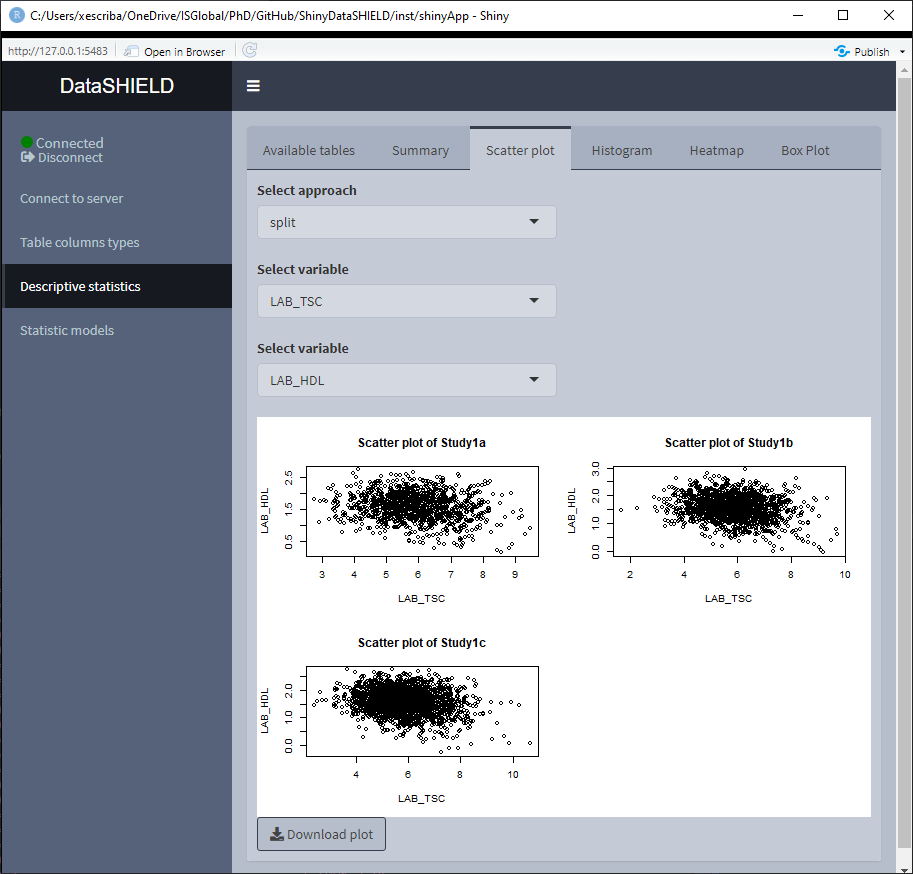 C:/Users/xescriba/OneDrive/ISGlobal/PhD/GitHub/ShinyDataSHIELD/inst/shinyApp - Shiny
http://127.0.0.1:5483 Open in Browser Publish
DataSHIELD
Connected
Disconnect
Connect to server
Table columns types
Descriptive statistics
Statistic models
Available tables Summary Scatter plot Histogram Heatmap Box Plot
Select approach
split
Select variable
LAB_TSC
Select variable
LAB_HDL
Scatter plot of Study1a
LAB_HDL
0.5 1.5 2.5
3 4 5 6 7 8 9
LAB_TSC
Scatter plot of Study1b
LAB_HDL
0.0 1.0 2.0 3.0
2 4 6 8 10
LAB_TSC
Scatter plot of Study1c
LAB_HDL
0.0 1.0 2.0
4 6 8 10
LAB_TSC
Download plot